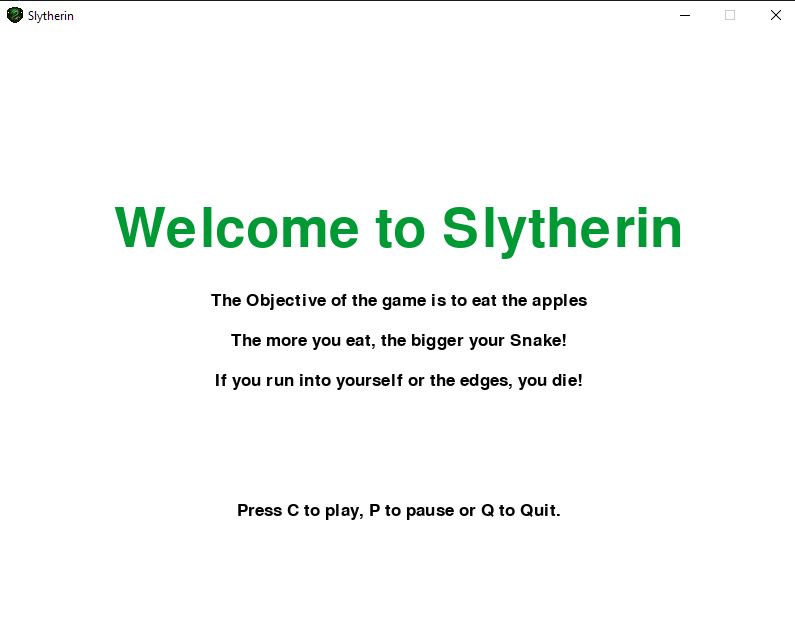 Slytherin
Welcome to Slytherin
The Objective of the game is to eat the apples
The more you eat, the bigger your Snake!
If you run into yourself or the edges, you die!
Press C to play, P to pause or Q to Quit.